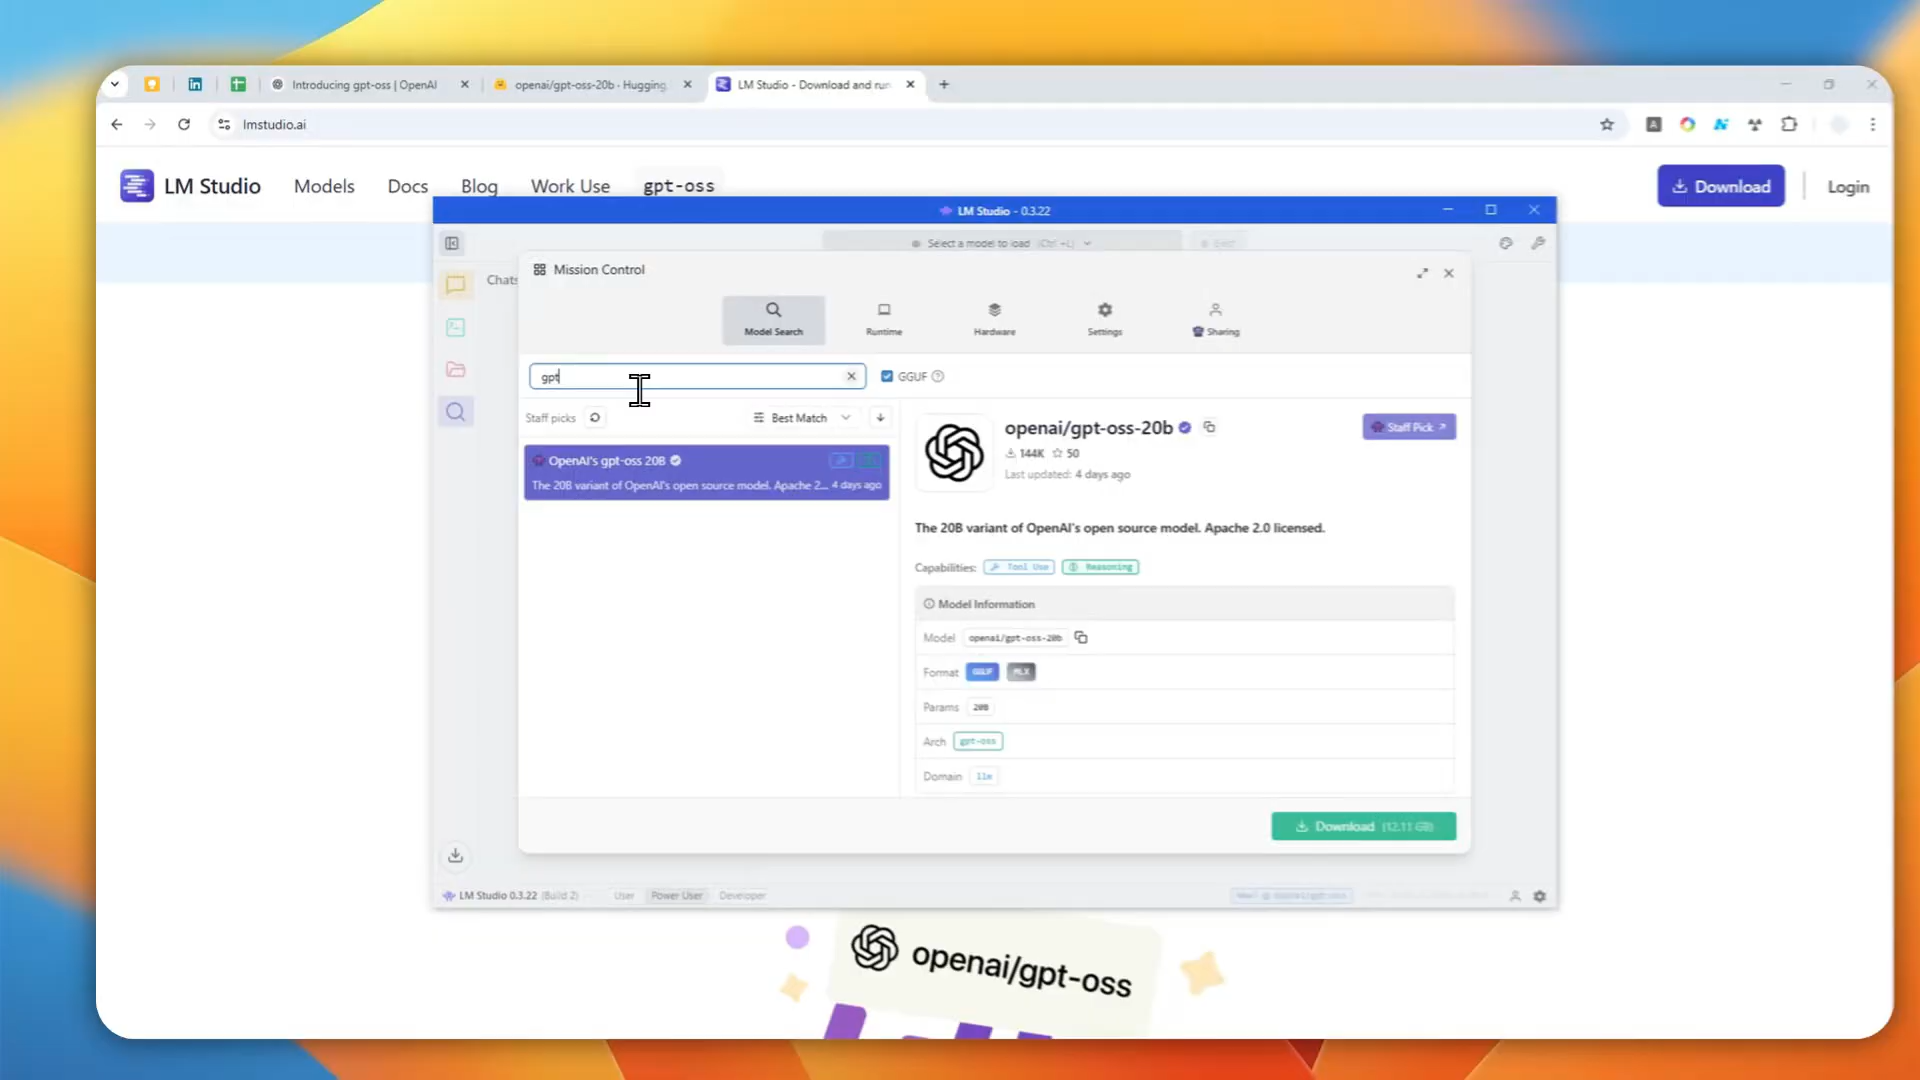 Introducing gpt-oss | OpenAI
openai/gpt-oss-20b · Hugging
LM Studio - Download and run
lmstudio.ai
LM Studio
Models
Docs
Blog
Work Use
gpt-oss
Download
Login
LM Studio - 0.3.22
Select a model to load (Ctrl + L)
Chats
Mission Control
Model Search
Runtime
Hardware
Settings
Sharing
gpt
GGUF
Staff picks
Best Match
OpenAI's gpt-oss 20B
The 20B variant of OpenAI's open source model. Apache 2... 4 days ago
openai/gpt-oss-20b
Staff Pick
144K 50
Last updated: 4 days ago
The 20B variant of OpenAI's open source model. Apache 2.0 licensed.
Capabilities: Tool Use Reasoning
Model Information
Model openai/gpt-oss-20b
Format GGUF MLX
Params 20B
Arch gpt-oss
Domain llm
Download (12.11 GB)
LM Studio 0.3.22 (Build 2)
User
Power User
Developer
openai/gpt-oss